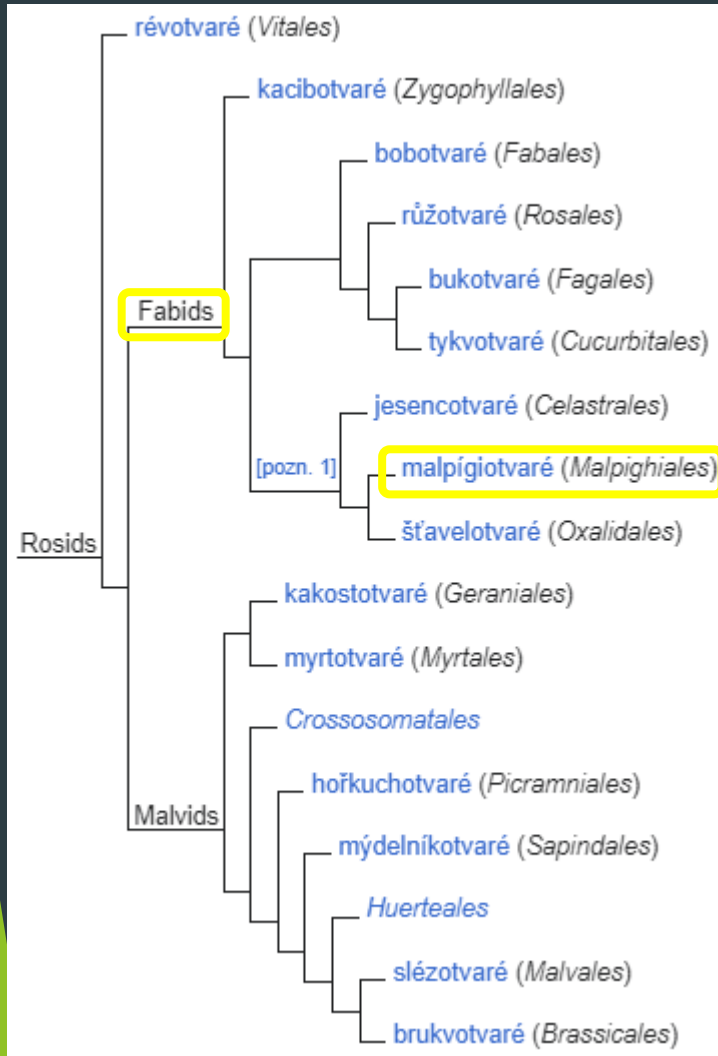 révotvaré (Vitales)
kacibotvaré (Zygophyllales)
bobotvaré (Fabales)
růžotvaré (Rosales)
bukotvaré (Fagales)
Fabids
tykvotvaré (Cucurbitales)
jesencotvaré (Celastrales)
[pozn. 1]
malpígiotvaré (Malpighiales)
šťavelotvaré (Oxalidales)
Rosids
kakostotvaré (Geraniales)
myrtotvaré (Myrtales)
Crossosomatales
hořkuchotvaré (Picramniales)
Malvids
mýdelníkotvaré (Sapindales)
Huerteales
slézotvaré (Malvales)
brukvotvaré (Brassicales)